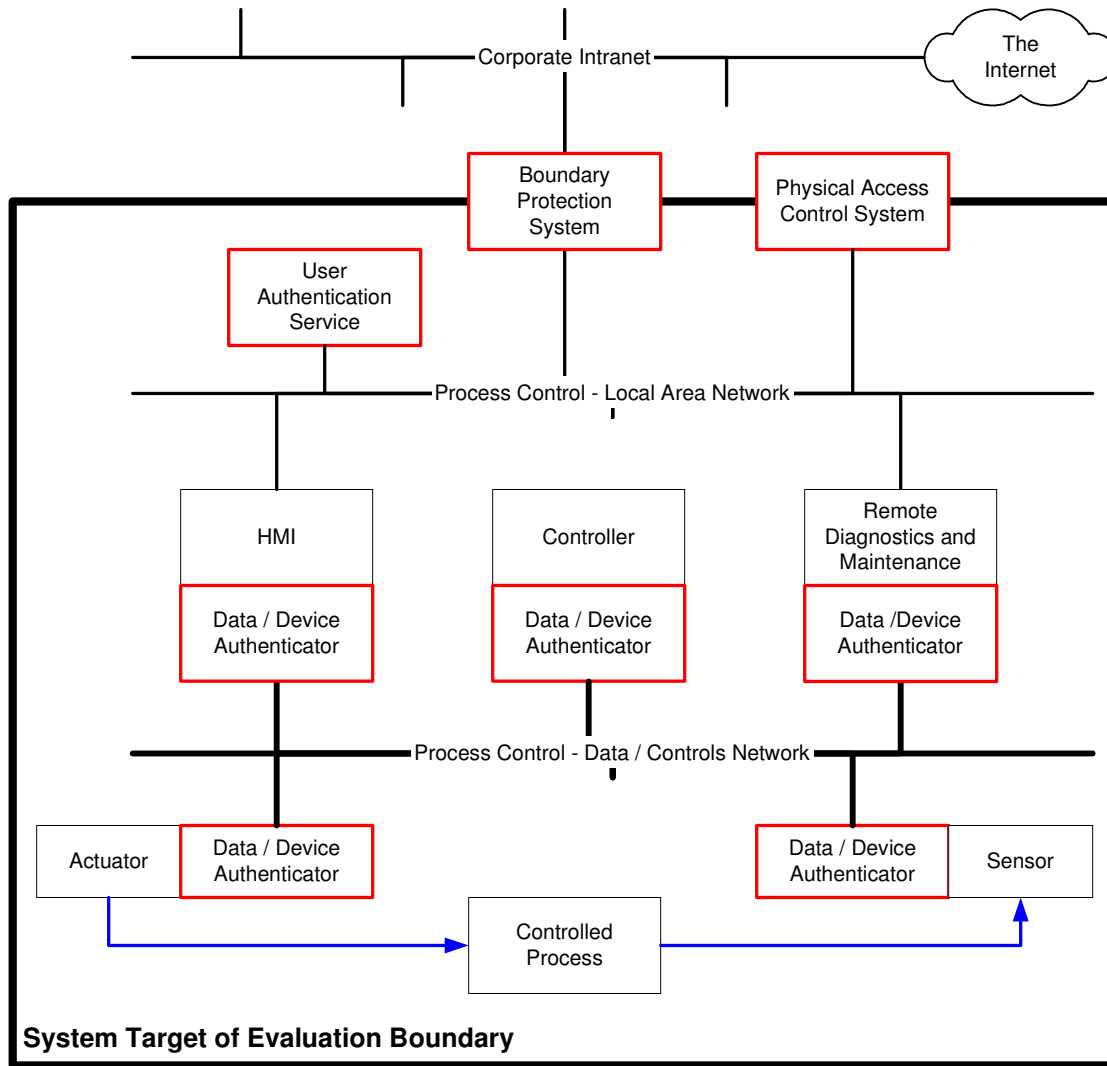 Corporate Intranet
The
Internet
Boundary
Protection
System
Physical Access
Control System
User
Authentication
Service
Process Control - Local Area Network
HMI
Controller
Remote
Diagnostics and
Maintenance
Data / Device
Authenticator
Data / Device
Authenticator
Data /Device
Authenticator
Process Control - Data / Controls Network
Actuator
Data / Device
Authenticator
Data / Device
Authenticator
Sensor
Controlled
Process
System Target of Evaluation Boundary